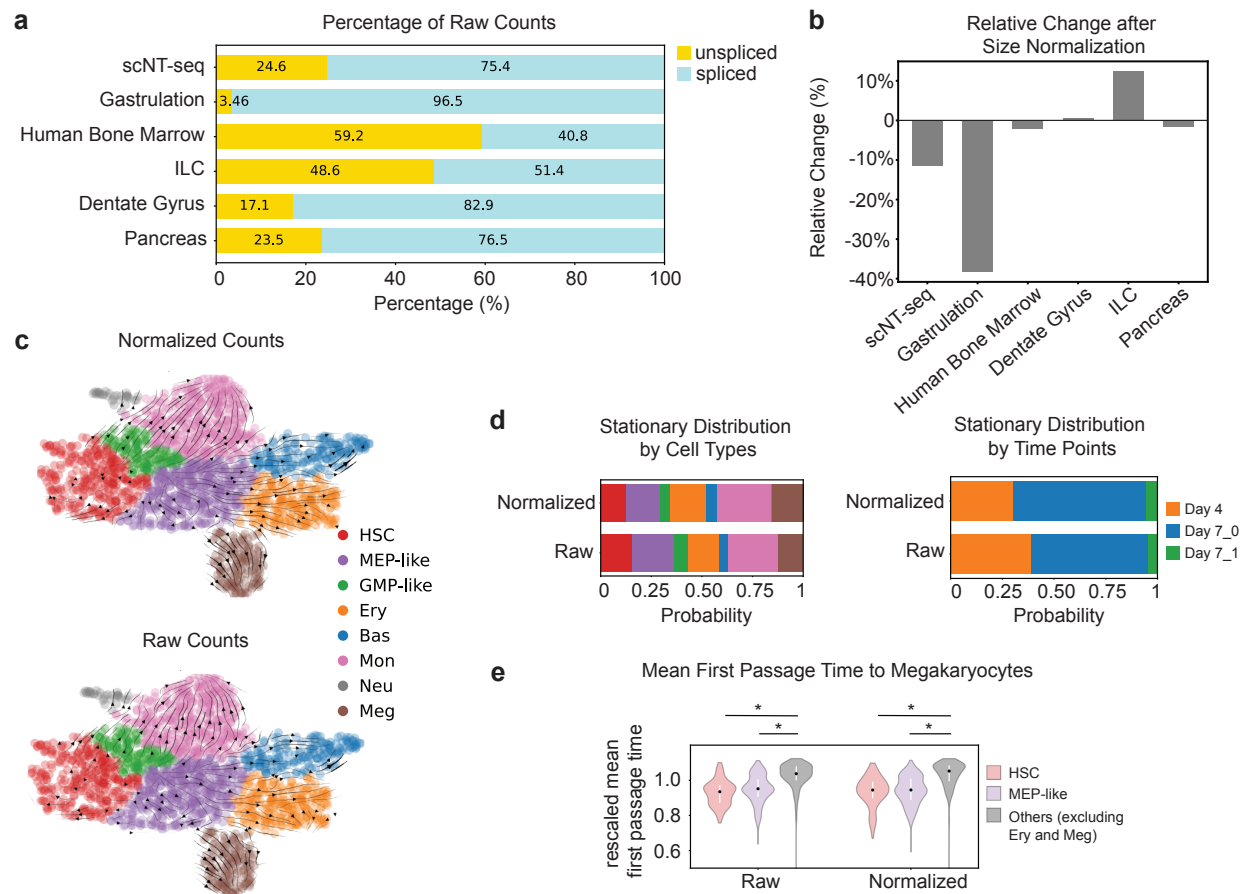 a
Percentage of Raw Counts
unspliced
spliced
scNT-seq
24.6
75.4
Gastrulation
3.46
96.5
Human Bone Marrow
59.2
40.8
ILC
48.6
51.4
Dentate Gyrus
17.1
82.9
Pancreas
23.5
76.5
0
20
40
60
80
100
Percentage (%)
b
Relative Change after
Size Normalization
Relative Change (%)
10%
0
-10%
-20%
-30%
-40%
scNT-seq
Gastrulation
Human Bone Marrow
Dentate Gyrus
ILC
Pancreas
c
Normalized Counts
HSC
MEP-like
GMP-like
Ery
Bas
Mon
Neu
Meg
Raw Counts
d
Stationary Distribution
by Cell Types
Normalized
Raw
0
0.25
0.50
0.75
1
Probability
Stationary Distribution
by Time Points
Normalized
Raw
0
0.25
0.50
0.75
1
Probability
Day 4
Day 7_0
Day 7_1
e
Mean First Passage Time to Megakaryocytes
*
*
*
*
rescaled mean
first passage time
1.0
0.8
0.6
Raw
Normalized
HSC
MEP-like
Others (excluding
Ery and Meg)